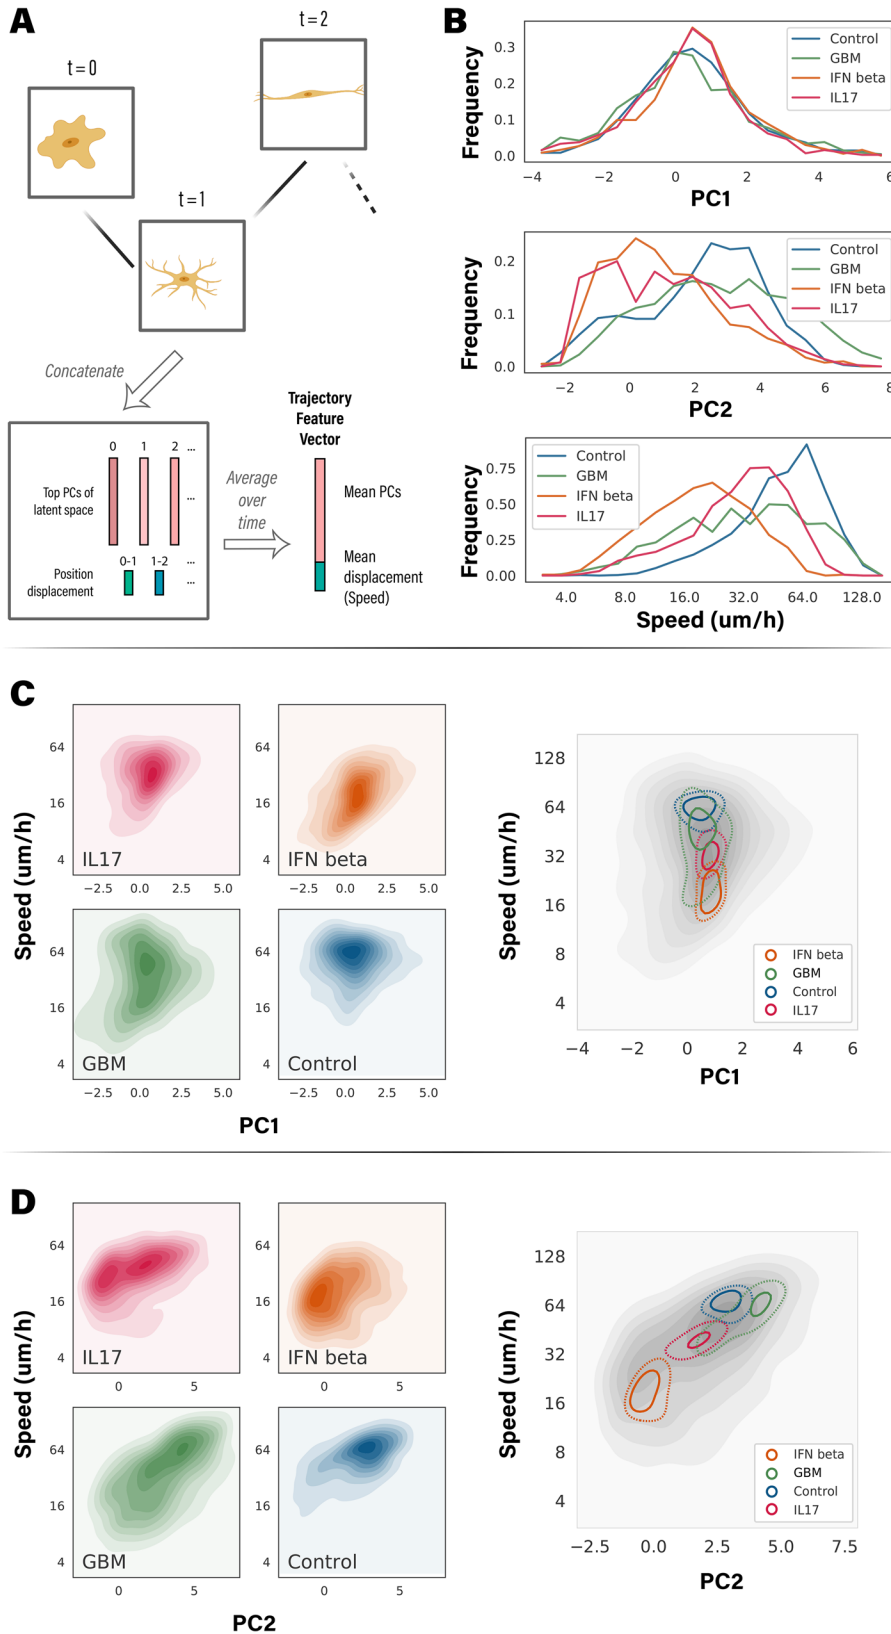 A
t=0
t=2
t=1
Concatenate
0 1 2 ...
Top PCs of
latent space
...
0-1 1-2 ...
Position
displacement
...
Average
over
time
Trajectory
Feature
Vector
Mean PCs
Mean
displacement
(Speed)
B
Frequency
0.3
0.2
0.1
0.0
Control
GBM
IFN beta
IL17
−4 −2 0 2 4 6
PC1
Frequency
0.2
0.1
0.0
Control
GBM
IFN beta
IL17
−2 0 2 4 6 8
PC2
Frequency
0.75
0.50
0.25
0.00
Control
GBM
IFN beta
IL17
4.0 8.0 16.0 32.0 64.0 128.0
Speed (um/h)
C
Speed (um/h)
64
16
4
IL17
−2.5 0.0 2.5 5.0
64
16
4
IFN beta
−2.5 0.0 2.5 5.0
64
16
4
GBM
−2.5 0.0 2.5 5.0
64
16
4
Control
−2.5 0.0 2.5 5.0
PC1
Speed (um/h)
128
64
32
16
8
4
IFN beta
GBM
Control
IL17
−4 −2 0 2 4 6
PC1
D
Speed (um/h)
64
16
4
IL17
0 5
64
16
4
IFN beta
0 5
64
16
4
GBM
0 5
64
16
4
Control
0 5
PC2
Speed (um/h)
128
64
32
16
8
4
IFN beta
GBM
Control
IL17
−2.5 0.0 2.5 5.0 7.5
PC2